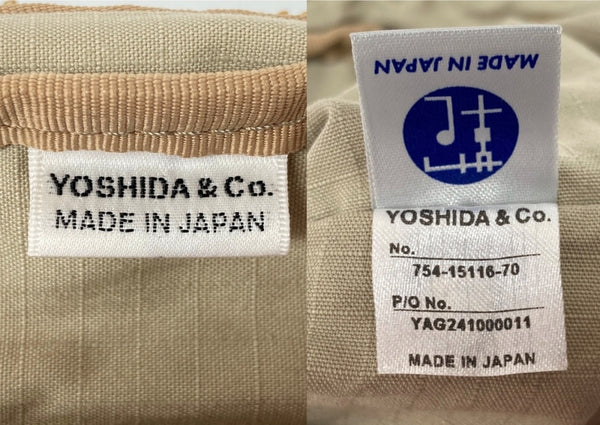 YOSHIDA & Co.
MADE IN JAPAN
MADE IN JAPAN
YOSHIDA & Co.
No.
754-15116-70
P/O No.
YAG241000011
MADE IN JAPAN